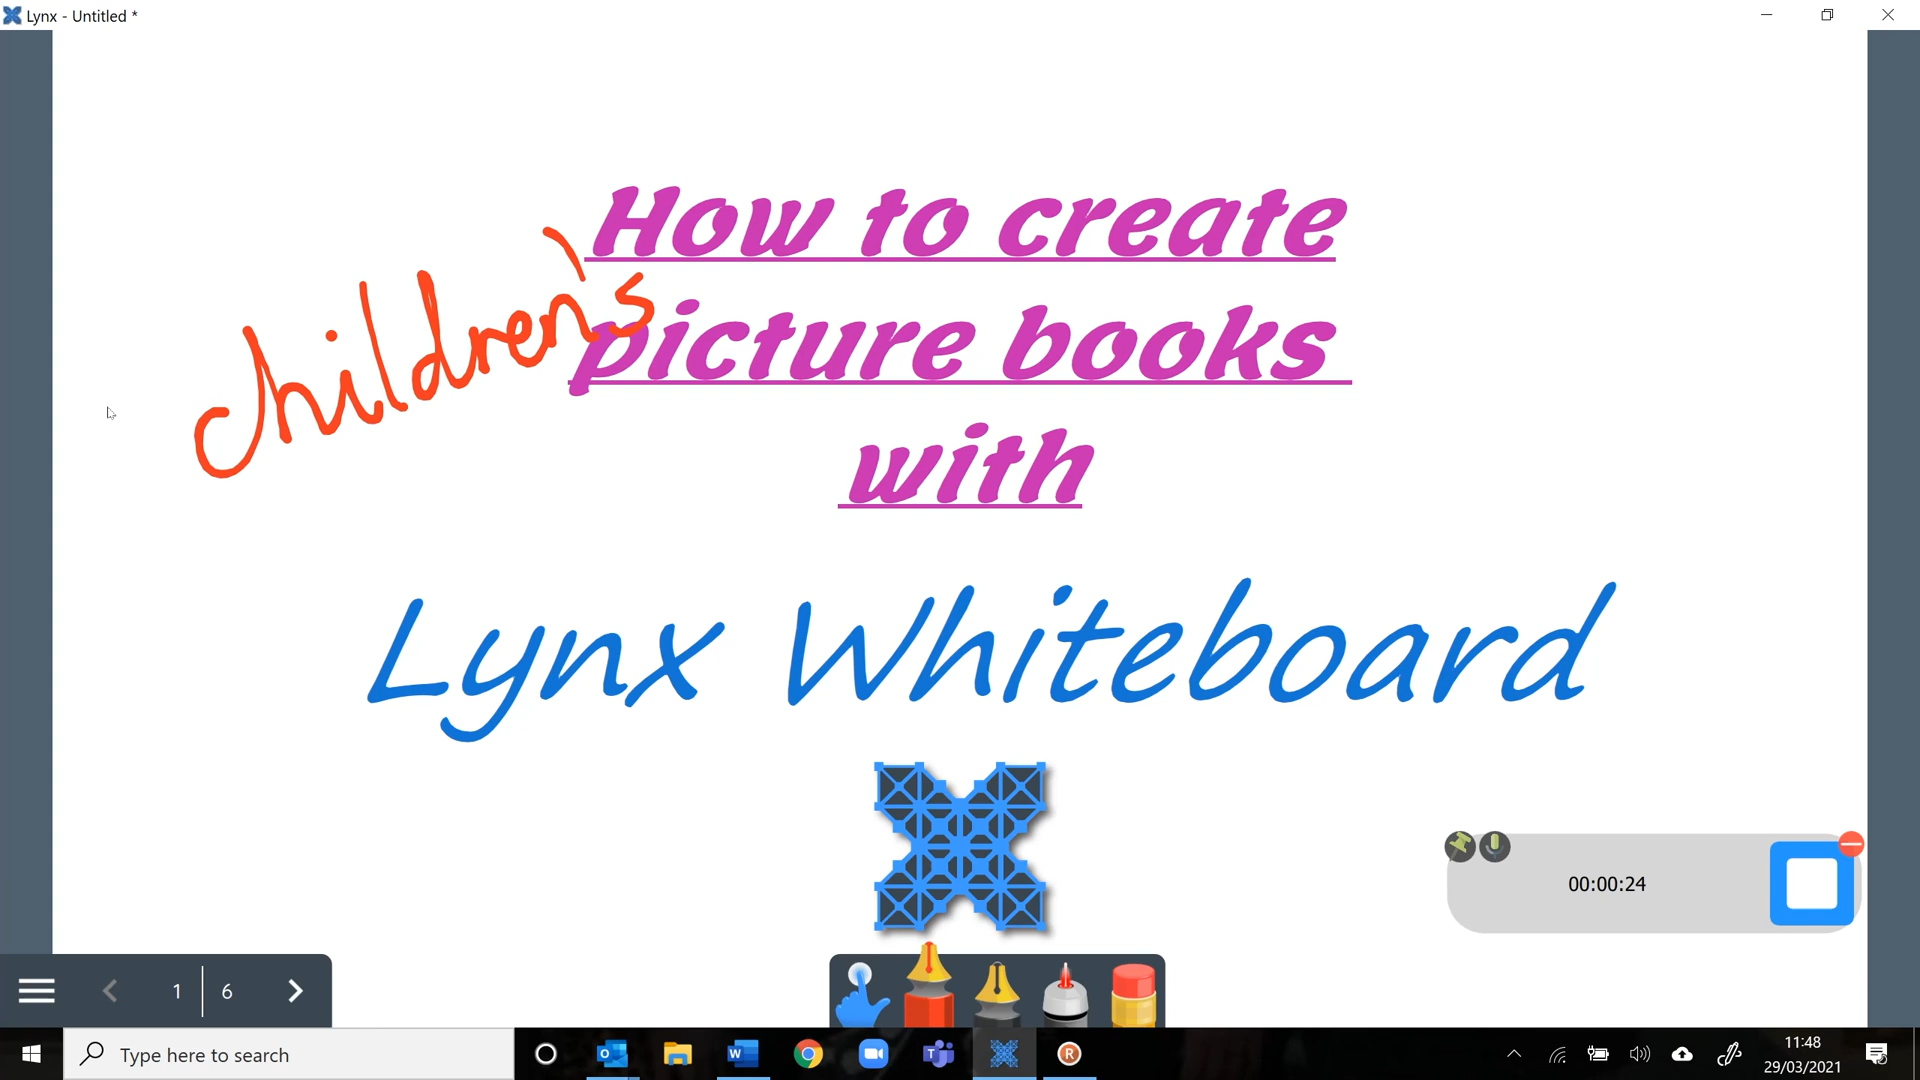 Lynx - Untitled *
How to create
children's
picture books
with
Lynx Whiteboard
00:00:24
1 6
Type here to search
11:48
29/03/2021